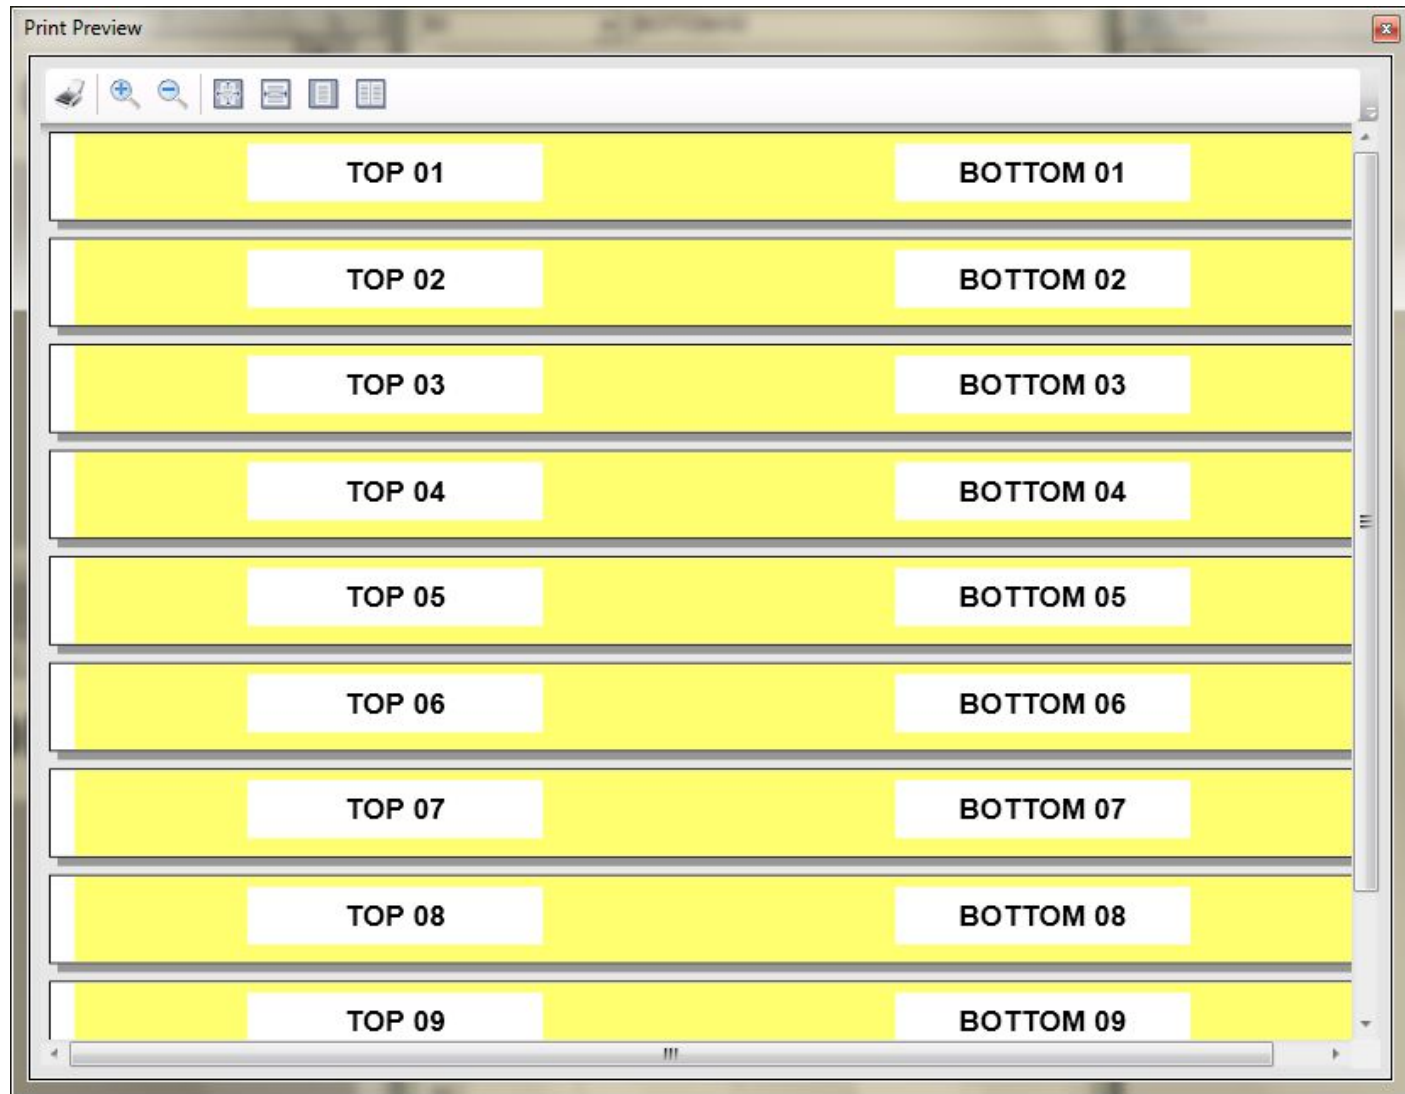 Print Preview
TOP 01 BOTTOM 01
TOP 02 BOTTOM 02
TOP 03 BOTTOM 03
TOP 04 BOTTOM 04
TOP 05 BOTTOM 05
TOP 06 BOTTOM 06
TOP 07 BOTTOM 07
TOP 08 BOTTOM 08
TOP 09 BOTTOM 09